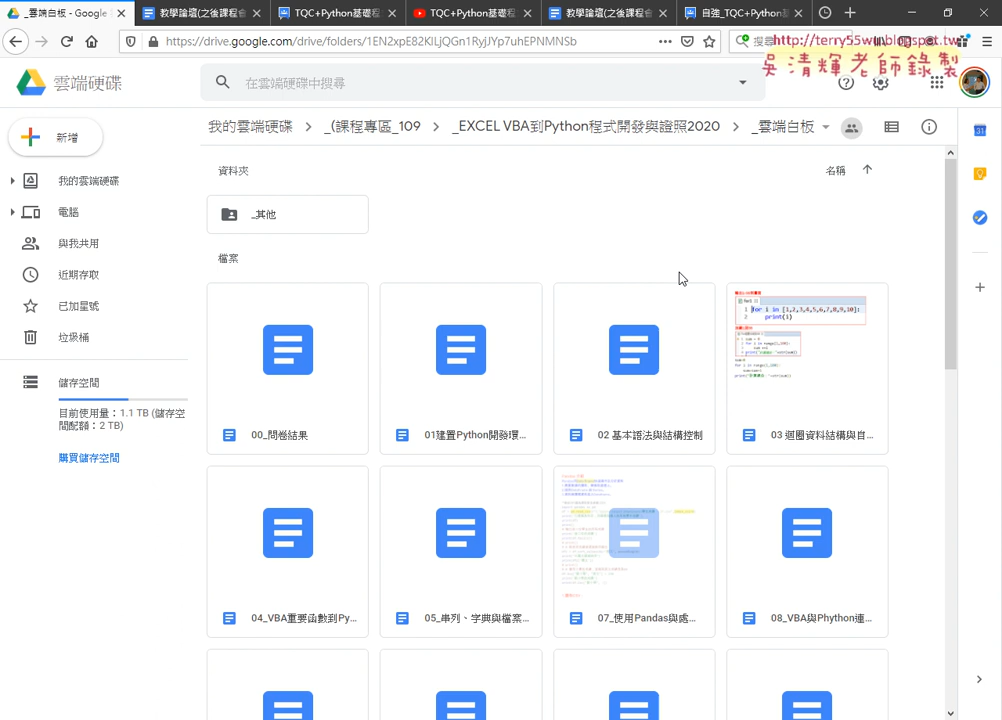 _雲端白板 - Google
教學論壇(之後課程會
TQC+Python基礎程
TQC+Python基礎程
教學論壇(之後課程會
自強_TQC+Python
https://drive.google.com/drive/folders/1EN2xpE82KILjQGn1RyjJYp7uhEPNMNSb
搜尋
http://terry55wu.blogspot.tw
吳清輝老師錄製
雲端硬碟
在雲端硬碟中搜尋
新增
我的雲端硬碟
_(課程專區_109
_EXCEL VBA到Python程式開發與證照2020
_雲端白板
我的雲端硬碟
電腦
與我共用
近期存取
已加星號
垃圾桶
儲存空間
目前使用量：1.1 TB (儲存空
間配額：2 TB)
購買儲存空間
資料夾
名稱
_其他
檔案
for i in [1,2,3,4,5,6,7,8,9,10]:
print(i)
00_問卷結果
01建置Python開發環...
02 基本語法與結構控制
03 迴圈資料結構與自...
04_VBA重要函數到Py...
05_串列、字典與檔案...
07_使用Pandas與處...
08_VBA與Phython連...
31